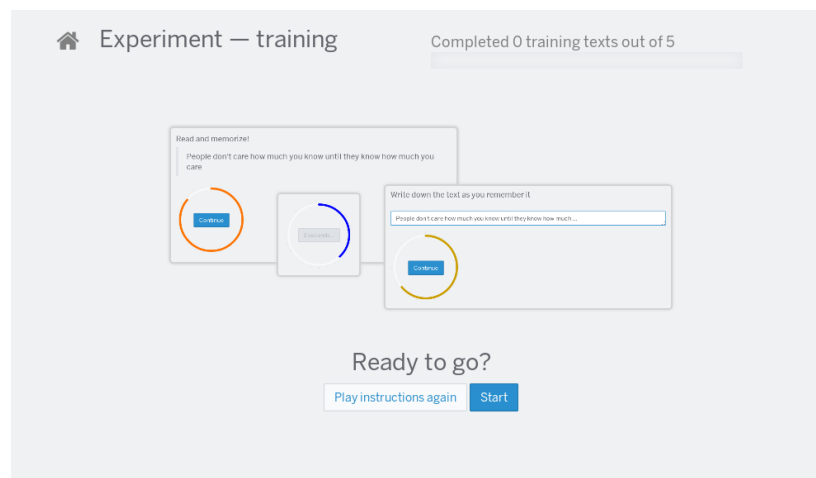 Experiment — training
Completed 0 training texts out of 5
Read and memorize!
People don't care how much you know until they know how much you
care
Continue
Write down the text as you remember it
People don't care how much you know until they know how much ...
Continue
Ready to go?
Play instructions again
Start